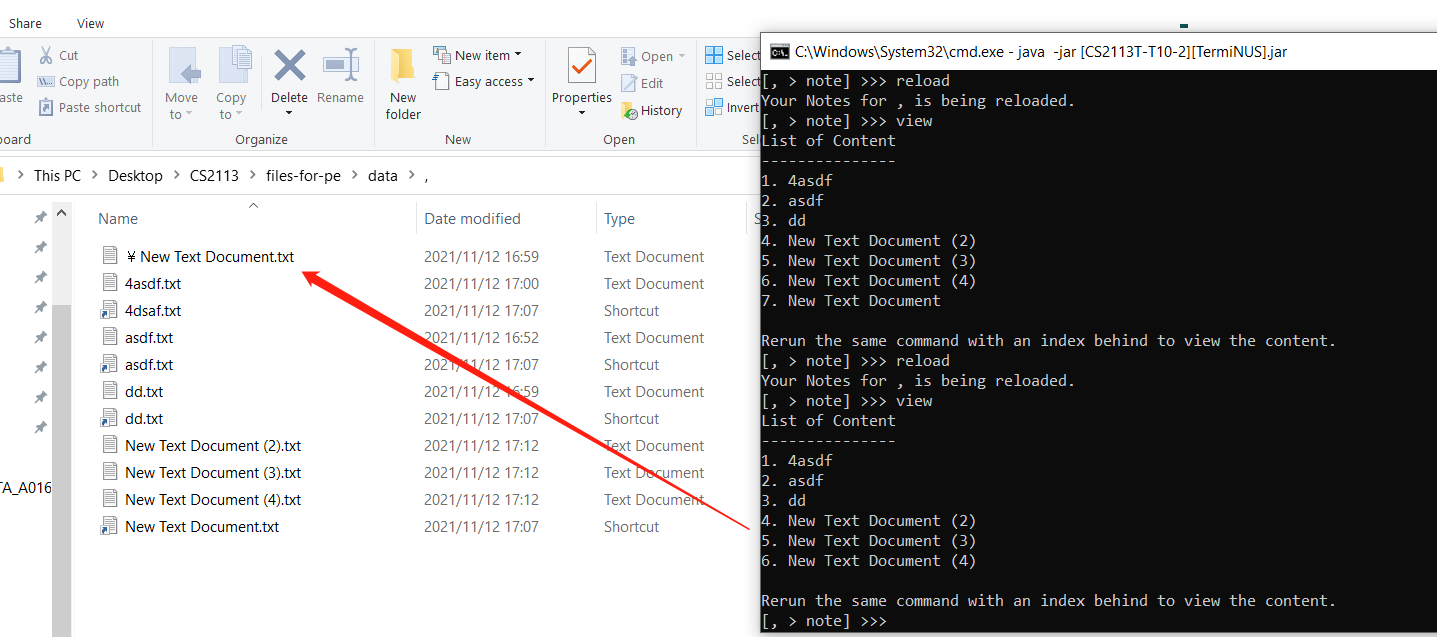 Share View
Cut
Copy path
Paste shortcut
Move to
Copy to
Delete
Rename
Organize
New folder
New item
Easy access
New
Properties
Open
Edit
History
Open
Select
Select
Invert
This PC > Desktop > CS2113 > files-for-pe > data > ,
Name Date modified Type
¥ New Text Document.txt 2021/11/12 16:59 Text Document
4asdf.txt 2021/11/12 17:00 Text Document
4dsaf.txt 2021/11/12 17:07 Shortcut
asdf.txt 2021/11/12 16:52 Text Document
asdf.txt 2021/11/12 17:07 Shortcut
dd.txt 2021/11/12 16:59 Text Document
dd.txt 2021/11/12 17:07 Shortcut
New Text Document (2).txt 2021/11/12 17:12 Text Document
New Text Document (3).txt 2021/11/12 17:12 Text Document
New Text Document (4).txt 2021/11/12 17:12 Text Document
New Text Document.txt 2021/11/12 17:07 Shortcut
TA_A016
C:\Windows\System32\cmd.exe - java -jar [CS2113T-T10-2][TermiNUS].jar
[, > note] >>> reload
Your Notes for , is being reloaded.
[, > note] >>> view
List of Content
---------------
1. 4asdf
2. asdf
3. dd
4. New Text Document (2)
5. New Text Document (3)
6. New Text Document (4)
7. New Text Document
Rerun the same command with an index behind to view the content.
[, > note] >>> reload
Your Notes for , is being reloaded.
[, > note] >>> view
List of Content
---------------
1. 4asdf
2. asdf
3. dd
4. New Text Document (2)
5. New Text Document (3)
6. New Text Document (4)
Rerun the same command with an index behind to view the content.
[, > note] >>>